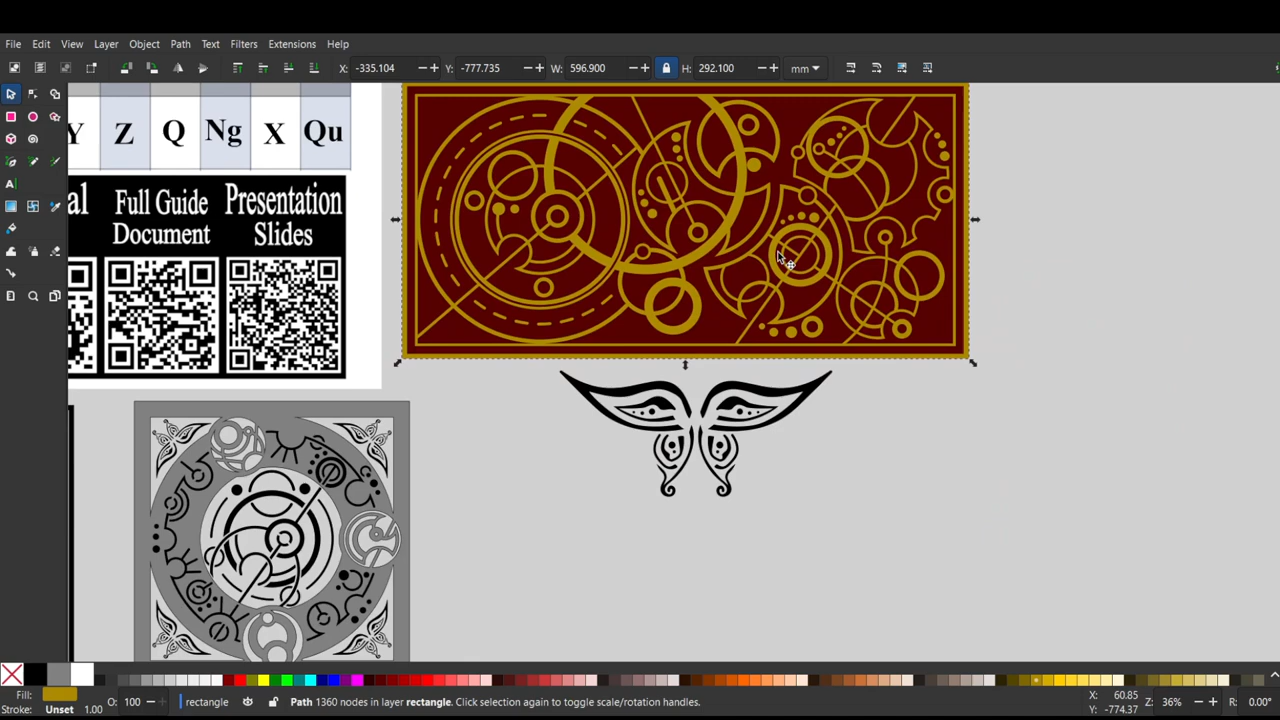 File Edit View Layer Object Path Text Filters Extensions Help
X: -335.104 Y: -777.735 W: 596.900 H: 292.100 mm
Y Z Q Ng X Qu
al Full Guide Document Presentation Slides
Fill:
Stroke: Unset 1.00 O: 100 rectangle Path 1360 nodes in layer rectangle. Click selection again to toggle scale/rotation handles.
X: 60.85
Y: -774.37
Z: 36% R: 0.00°